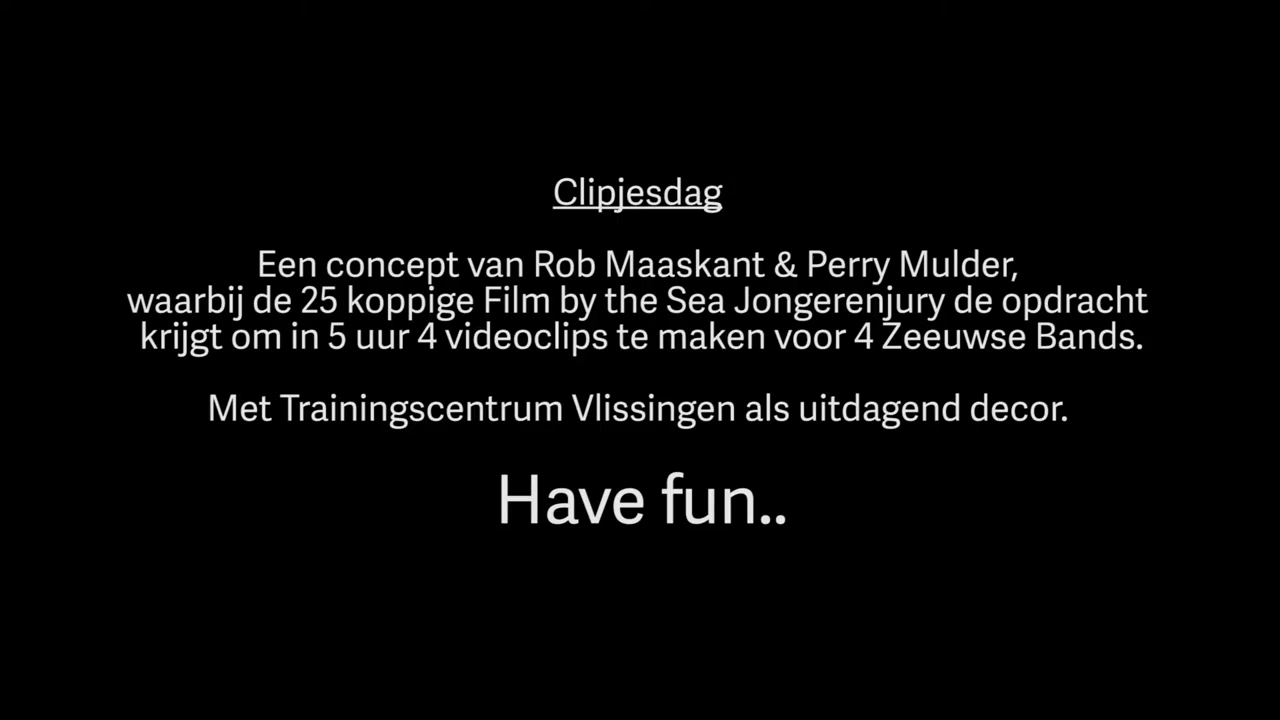 Clipjesdag
Een concept van Rob Maaskant & Perry Mulder,
waarbij de 25 koppige Film by the Sea Jongerenjury de opdracht
krijgt om in 5 uur 4 videoclips te maken voor 4 Zeeuwse Bands.
Met Trainingscentrum Vlissingen als uitdagend decor.
Have fun..